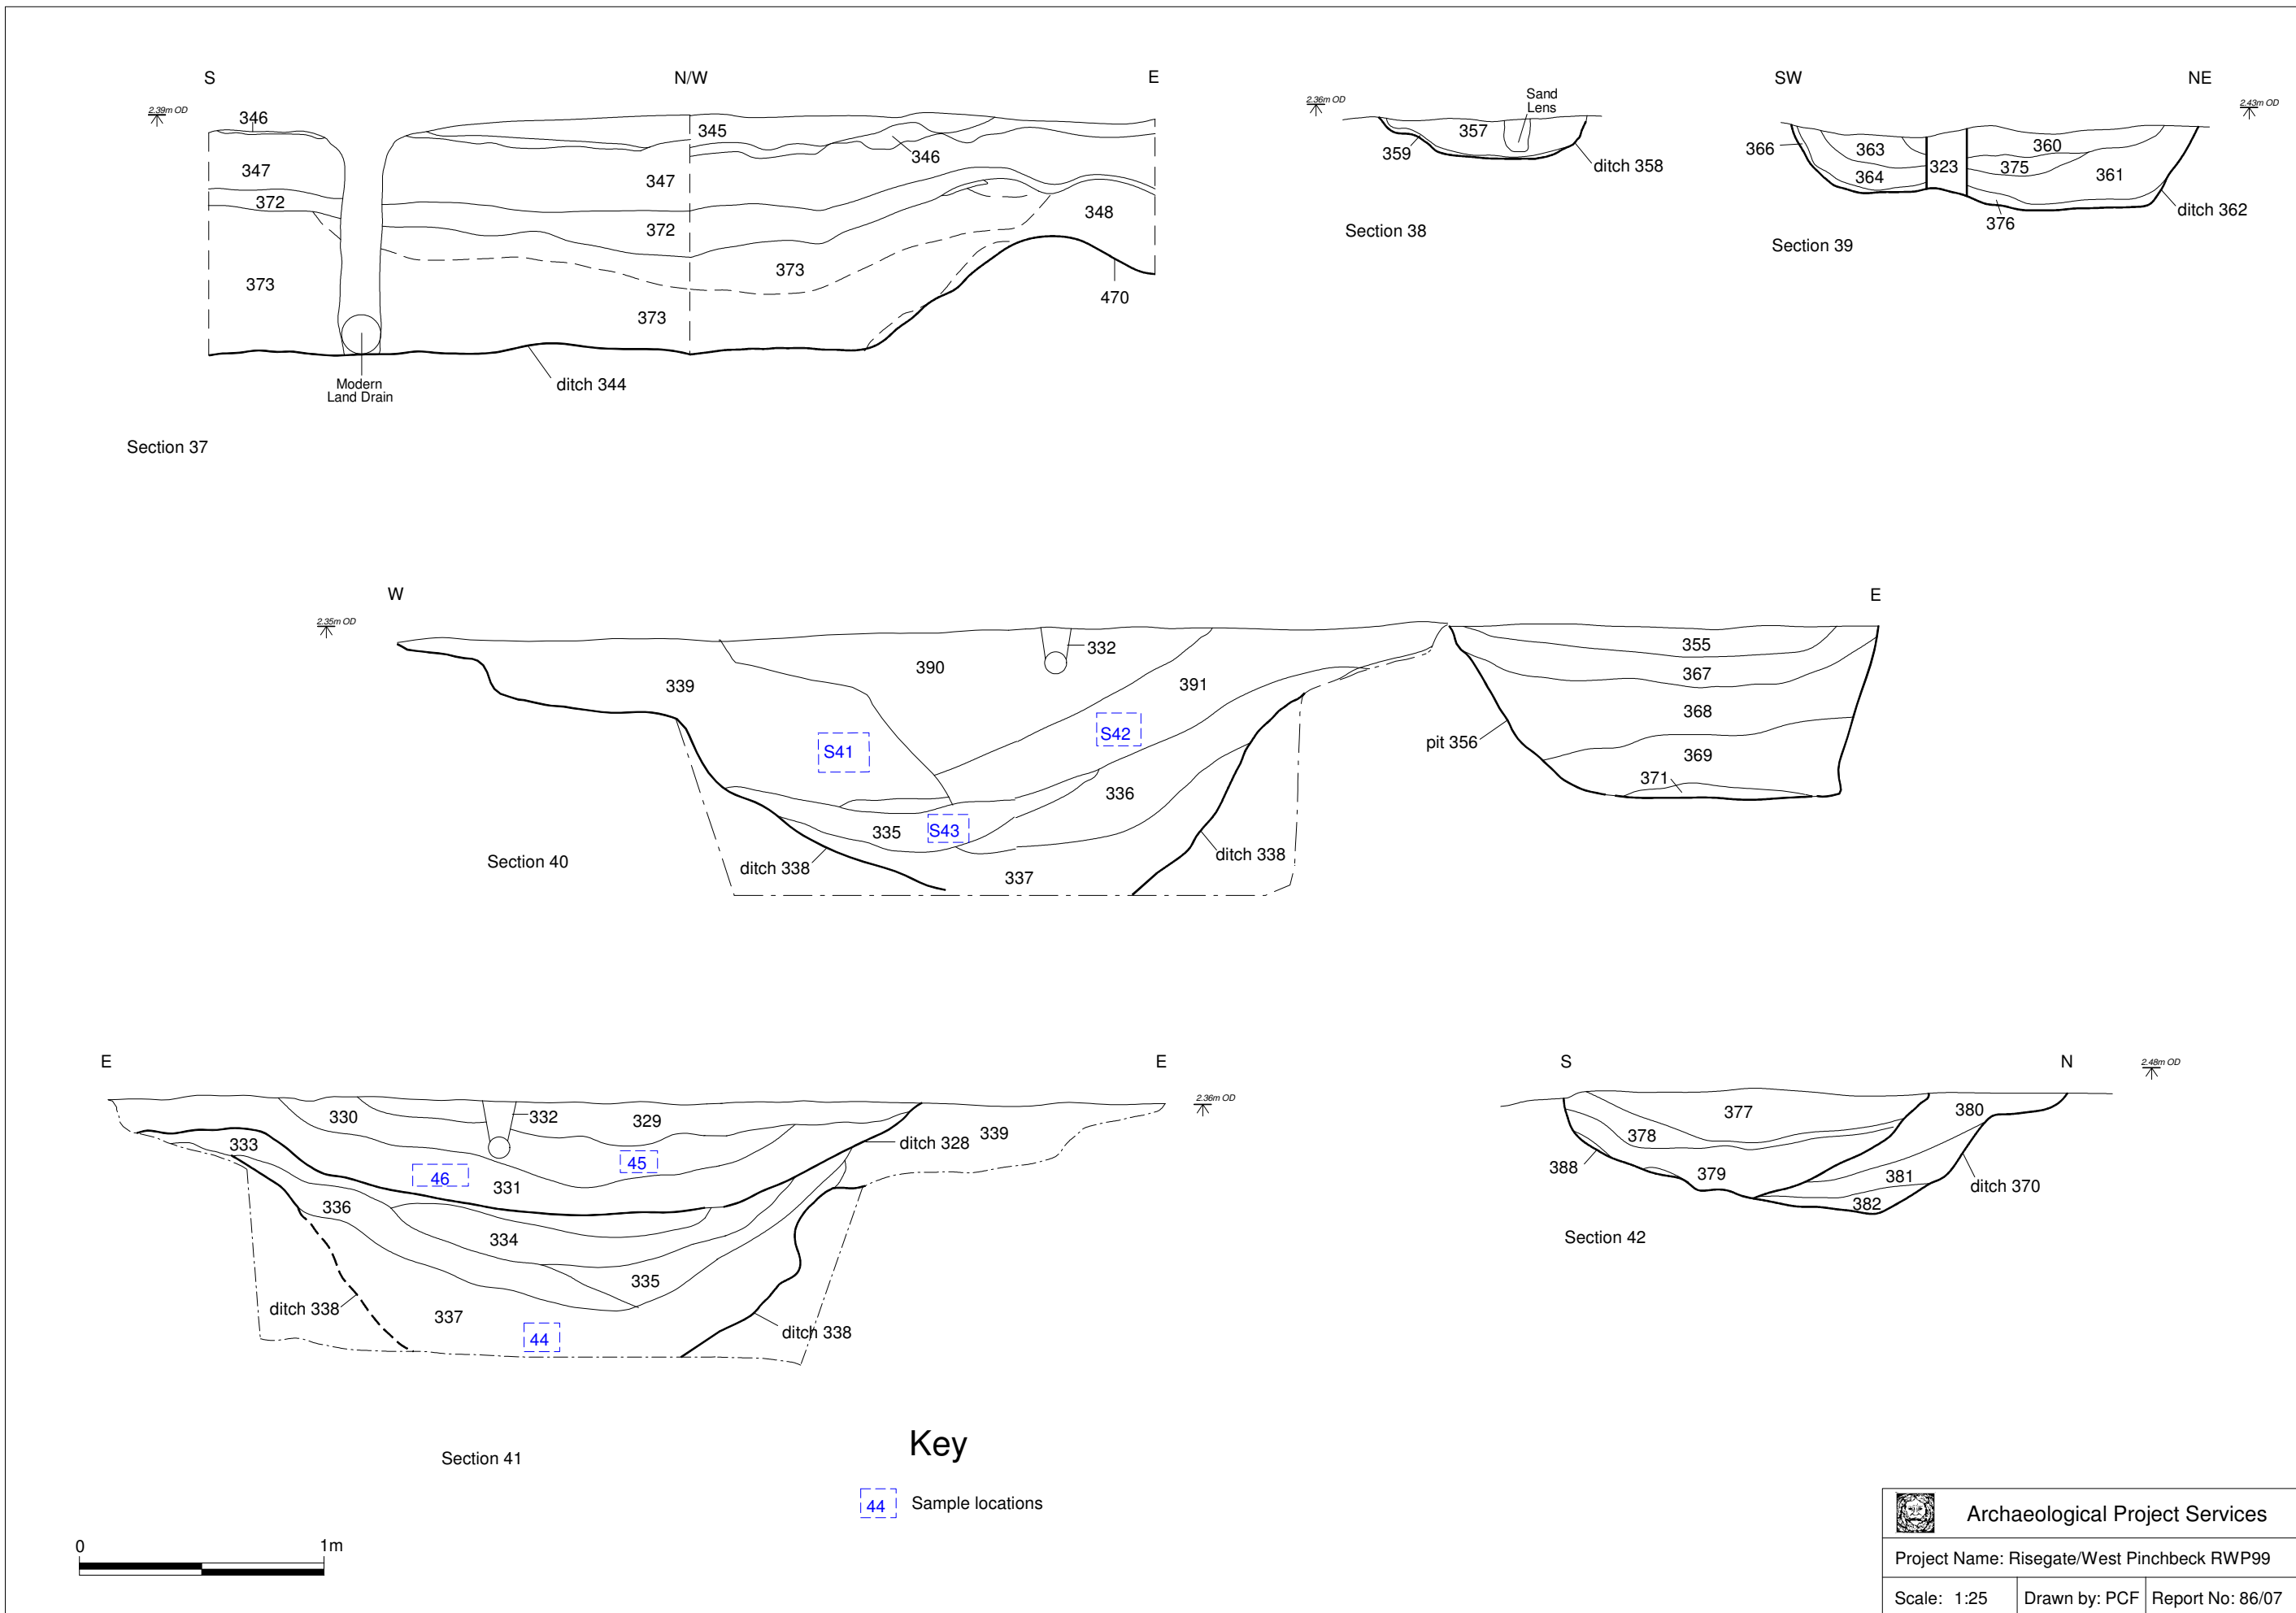 S
N/W
E
2.39m OD
346
345
346
347
347
372
372
348
373
373
373
470
ditch 344
Modern
Land Drain
Section 37
2.36m OD
Sand
Lens
357
359
ditch 358
Section 38
SW
NE
2.43m OD
366
363
364
323
360
375
361
376
ditch 362
Section 39
W
E
2.35m OD
332
390
339
391
S41
S42
336
335
S43
ditch 338
ditch 338
337
Section 40
355
367
368
pit 356
369
371
E
E
2.36m OD
330
332
329
333
339
ditch 328
45
46
331
336
334
335
ditch 338
337
44
ditch 338
Section 41
S
N
2.48m OD
377
380
378
388
379
381
382
ditch 370
Section 42
Key
44 Sample locations
0 1m
Archaeological Project Services
Project Name: Risegate/West Pinchbeck RWP99
Scale: 1:25 Drawn by: PCF Report No: 86/07